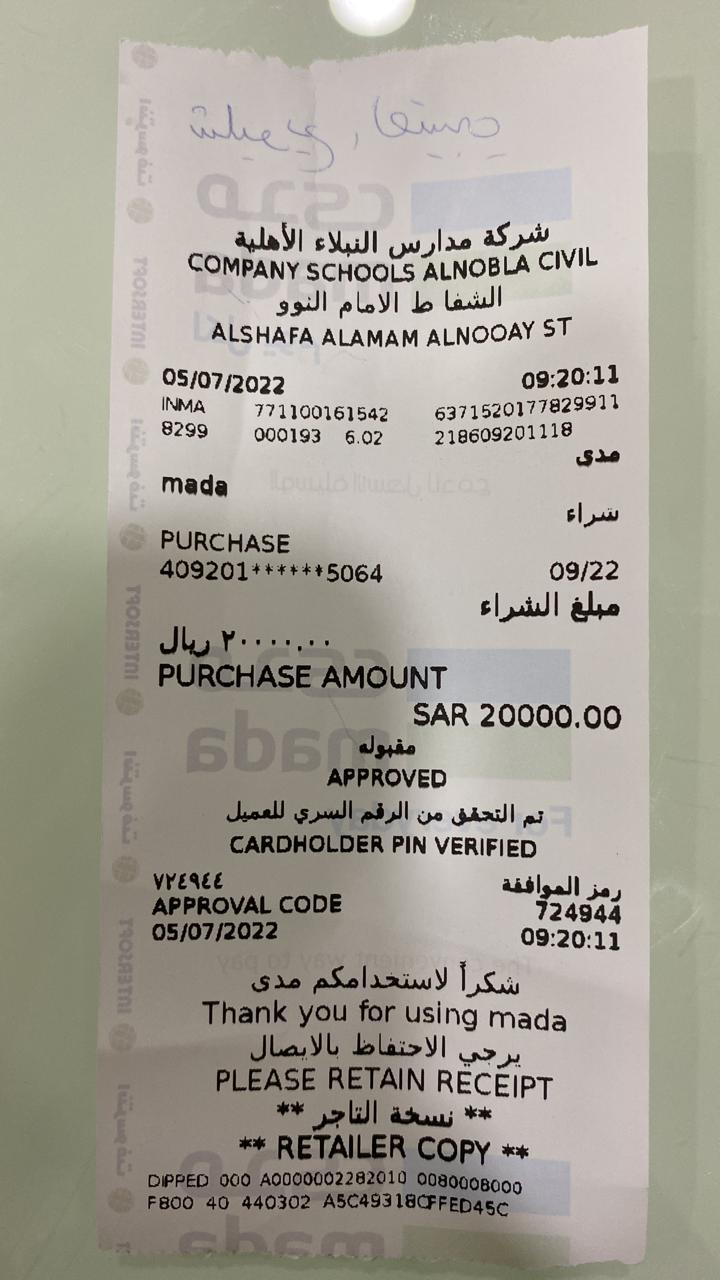 شركة مدارس النبلاء الأهلية
COMPANY SCHOOLS ALNOBLA CIVIL
الشفا ط الامام النوو
ALSHAFA ALAMAM ALNOOAY ST
05/07/2022 09:20:11
INMA 771100161542 6371520177829911
8299 000193 6.02 218609201118
مدى
mada
شراء
PURCHASE
409201******5064 09/22
مبلغ الشراء
٢٠٠٠٠.٠٠ ريال
PURCHASE AMOUNT
SAR 20000.00
مقبوله
APPROVED
تم التحقق من الرقم السري للعميل
CARDHOLDER PIN VERIFIED
رمز الموافقة ٧٢٤٩٤٤
APPROVAL CODE 724944
05/07/2022 09:20:11
شكراً لاستخدامكم مدى
Thank you for using mada
يرجي الاحتفاظ بالايصال
PLEASE RETAIN RECEIPT
** نسخة التاجر **
** RETAILER COPY **
DIPPED 000 A0000002282010 0080008000
F800 40 440302 A5C49318CFFED45C